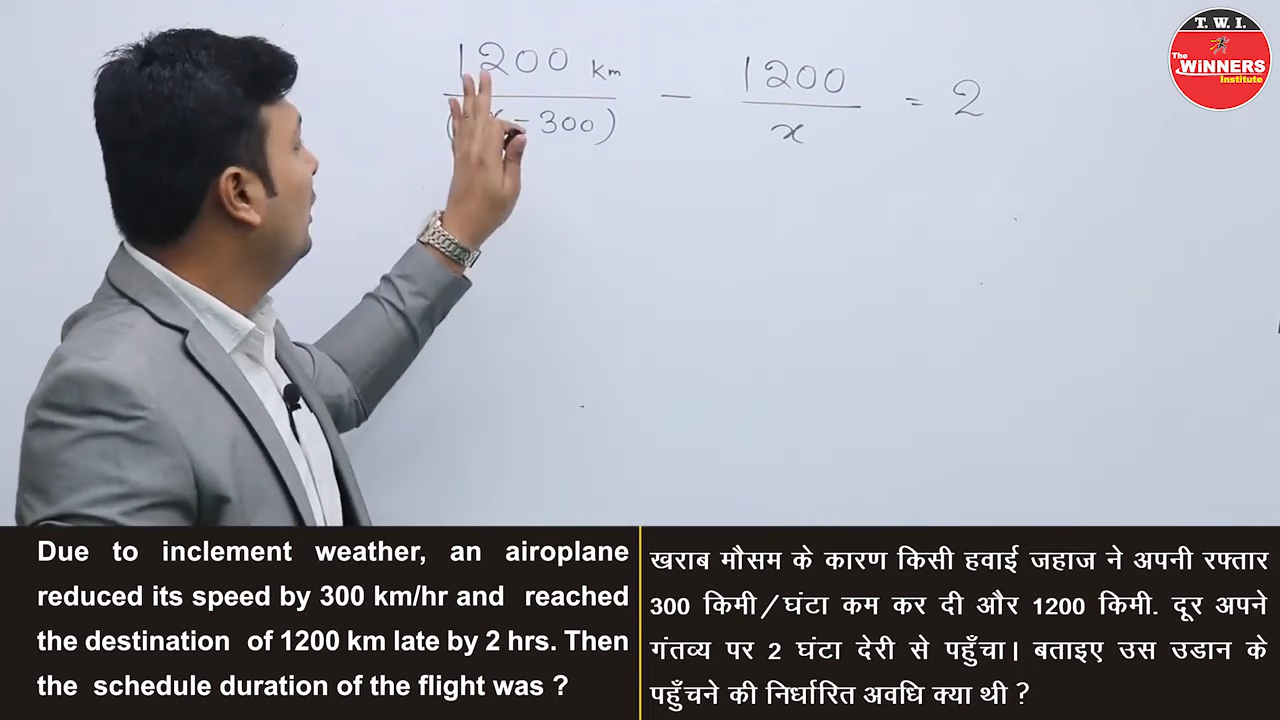 T. W. I.
The
WINNERS
Institute
1200 km - 1200 = 2
(x - 300) x
Due to inclement weather, an airoplane
reduced its speed by 300 km/hr and reached
the destination of 1200 km late by 2 hrs. Then
the schedule duration of the flight was ?
खराब मौसम के कारण किसी हवाई जहाज ने अपनी रफ्तार
300 किमी/घंटा कम कर दी और 1200 किमी. दूर अपने
गंतव्य पर 2 घंटा देरी से पहुँचा। बताइए उस उडान के
पहुँचने की निर्धारित अवधि क्या थी ?